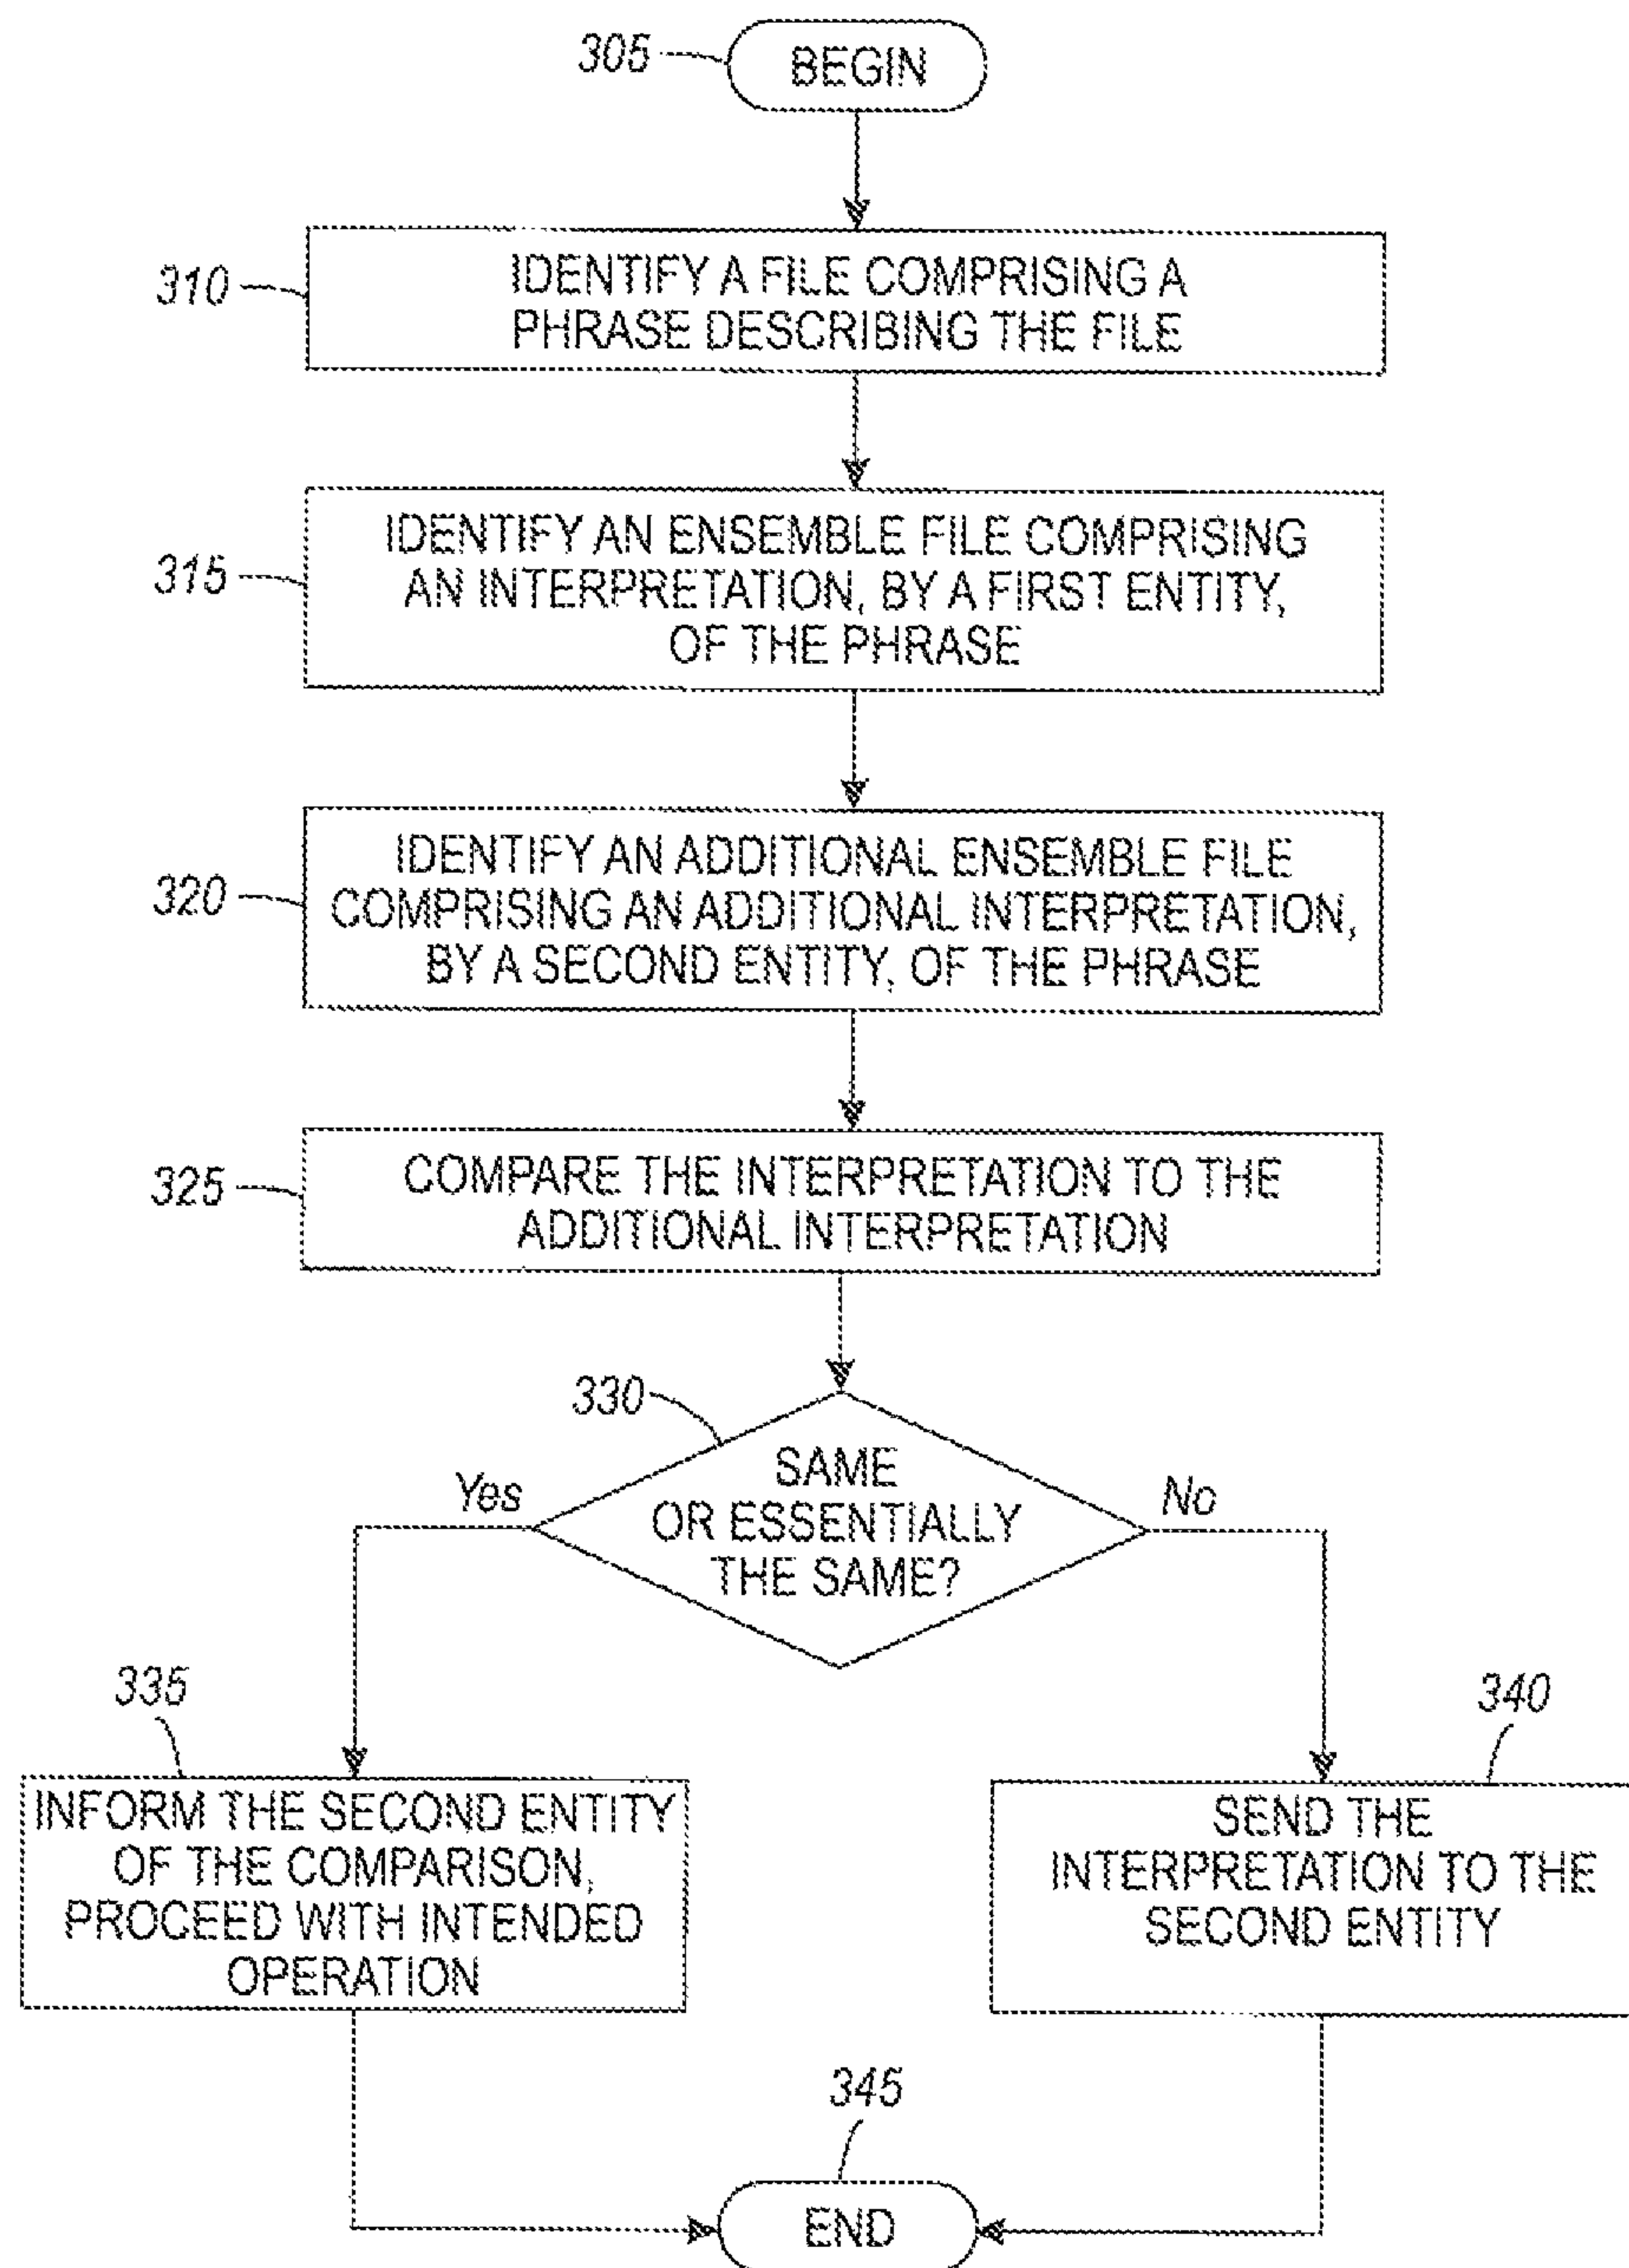 305
BEGIN
310
IDENTIFY A FILE COMPRISING A
PHRASE DESCRIBING THE FILE
315
IDENTIFY AN ENSEMBLE FILE COMPRISING
AN INTERPRETATION, BY A FIRST ENTITY,
OF THE PHRASE
320
IDENTIFY AN ADDITIONAL ENSEMBLE FILE
COMPRISING AN ADDITIONAL INTERPRETATION,
BY A SECOND ENTITY, OF THE PHRASE
325
COMPARE THE INTERPRETATION TO THE
ADDITIONAL INTERPRETATION
330
SAME
OR ESSENTIALLY
THE SAME?
Yes
No
335
INFORM THE SECOND ENTITY
OF THE COMPARISON,
PROCEED WITH INTENDED
OPERATION
340
SEND THE
INTERPRETATION TO THE
SECOND ENTITY
345
END